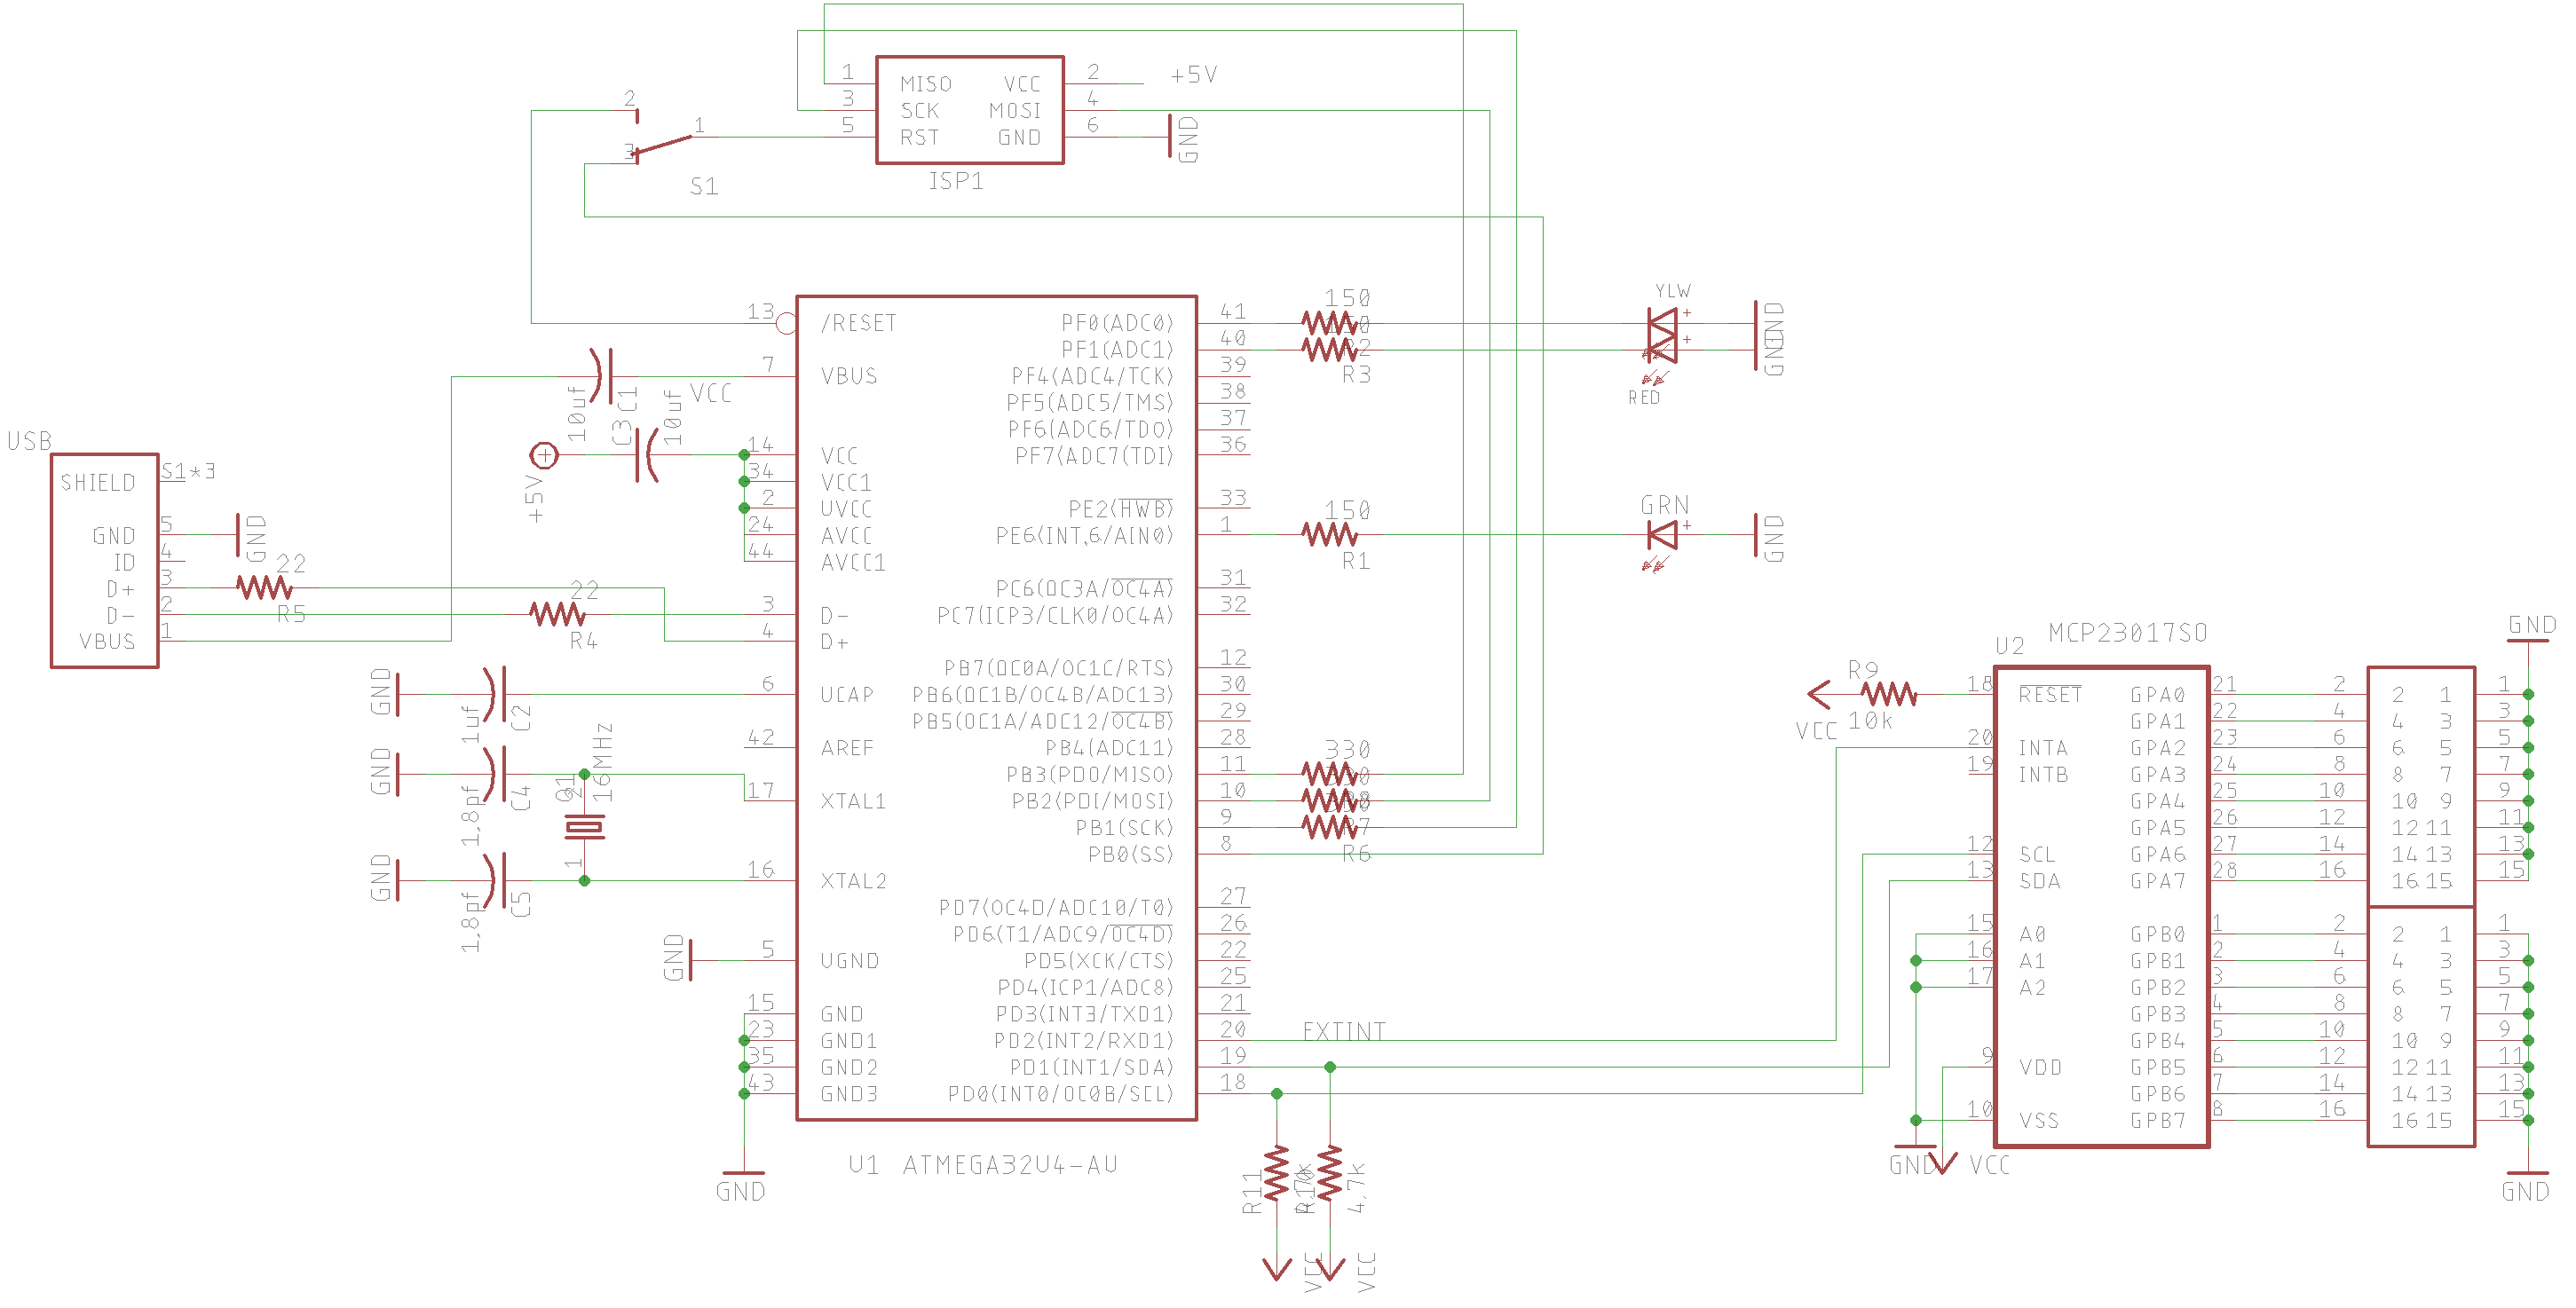 1 MISO VCC 2 +5V
3 SCK MOSI 4
5 RST GND 6 GND
ISP1
2
1
3
S1
USB
SHIELD S1*3
GND 5 GND
ID 4
D+ 3
22
R5
D- 2
22
R4
VBUS 1
10uf
C1
VCC
C3
10uf
+5V
GND
1uf
C2
GND
1,8pf
C4
2
16MHz
1
GND
1,8pf
C5
GND
GND
13 /RESET
7 VBUS
14 VCC
34 VCC1
2 UVCC
24 AVCC
44 AVCC1
3 D-
4 D+
6 UCAP
42 AREF
17 XTAL1
16 XTAL2
5 UGND
15 GND
23 GND1
35 GND2
43 GND3
PF0(ADC0) 41
PF1(ADC1) 40
PF4(ADC4/TCK) 39
PF5(ADC5/TMS) 38
PF6(ADC6/TDO) 37
PF7(ADC7(TDI) 36
PE2(HWB) 33
PE6(INT,6/AIN0) 1
PC6(OC3A/OC4A) 31
PC7(ICP3/CLK0/OC4A) 32
PB7(OC0A/OC1C/RTS) 12
PB6(OC1B/OC4B/ADC13) 30
PB5(OC1A/ADC12/OC4B) 29
PB4(ADC11) 28
PB3(PDO/MISO) 11
PB2(PDI/MOSI) 10
PB1(SCK) 9
PB0(SS) 8
PD7(OC4D/ADC10/T0) 27
PD6(T1/ADC9/OC4D) 26
PD5(XCK/CTS) 22
PD4(ICP1/ADC8) 25
PD3(INT3/TXD1) 21
PD2(INT2/RXD1) 20
PD1(INT1/SDA) 19
PD0(INT0/OC0B/SCL) 18
U1 ATMEGA32U4-AU
150
R2
R3
YLW
+
+
RED
GND
GND
150
R1
GRN
+
GND
330
R7
R6
EXTINT
R11
4,7k
VCC
VCC
U2 MCP23017SO
R9
10k
VCC
18 RESET
20 INTA
19 INTB
12 SCL
13 SDA
15 A0
16 A1
17 A2
9 VDD
10 VSS
GND
VCC
GPA0 21
GPA1 22
GPA2 23
GPA3 24
GPA4 25
GPA5 26
GPA6 27
GPA7 28
GPB0 1
GPB1 2
GPB2 3
GPB3 4
GPB4 5
GPB5 6
GPB6 7
GPB7 8
GND
2 2 1 1
4 4 3 3
6 6 5 5
8 8 7 7
10 10 9 9
12 12 11 11
14 14 13 13
16 16 15 15
2 2 1 1
4 4 3 3
6 6 5 5
8 8 7 7
10 10 9 9
12 12 11 11
14 14 13 13
16 16 15 15
GND